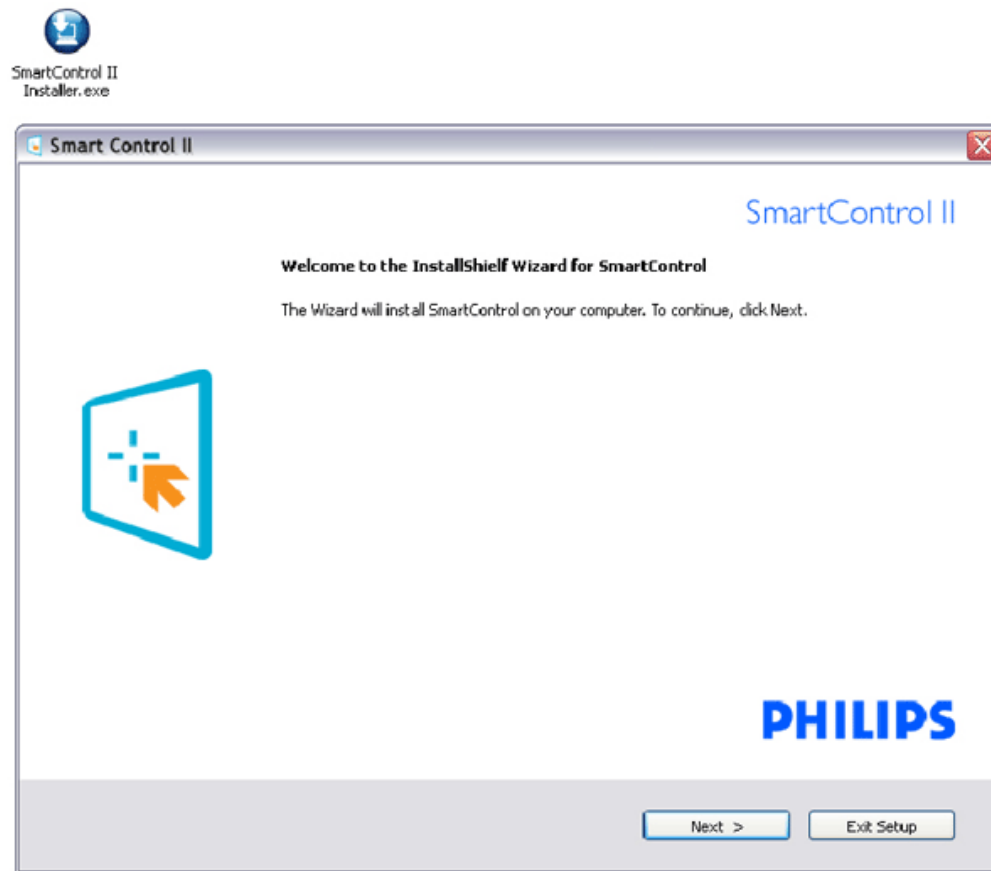 SmartControl II
Installer.exe
Smart Control II
SmartControl II
Welcome to the InstallShielf Wizard for SmartControl
The Wizard will install SmartControl on your computer. To continue, click Next.
PHILIPS
Next >
Exit Setup